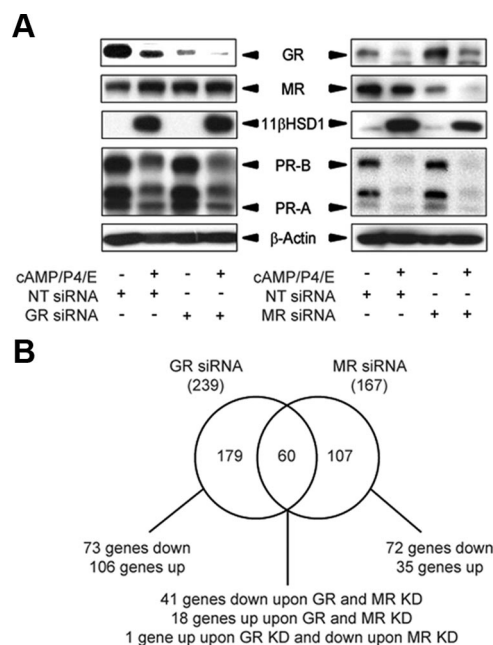 A
GR
MR
11βHSD1
PR-B
PR-A
β-Actin
cAMP/P4/E - + - + cAMP/P4/E - + - +
NT siRNA + + - - NT siRNA + + - -
GR siRNA - - + + MR siRNA - - + +
B
GR siRNA MR siRNA
(239) (167)
179 60 107
73 genes down 72 genes down
106 genes up 35 genes up
41 genes down upon GR and MR KD
18 genes up upon GR and MR KD
1 gene up upon GR KD and down upon MR KD